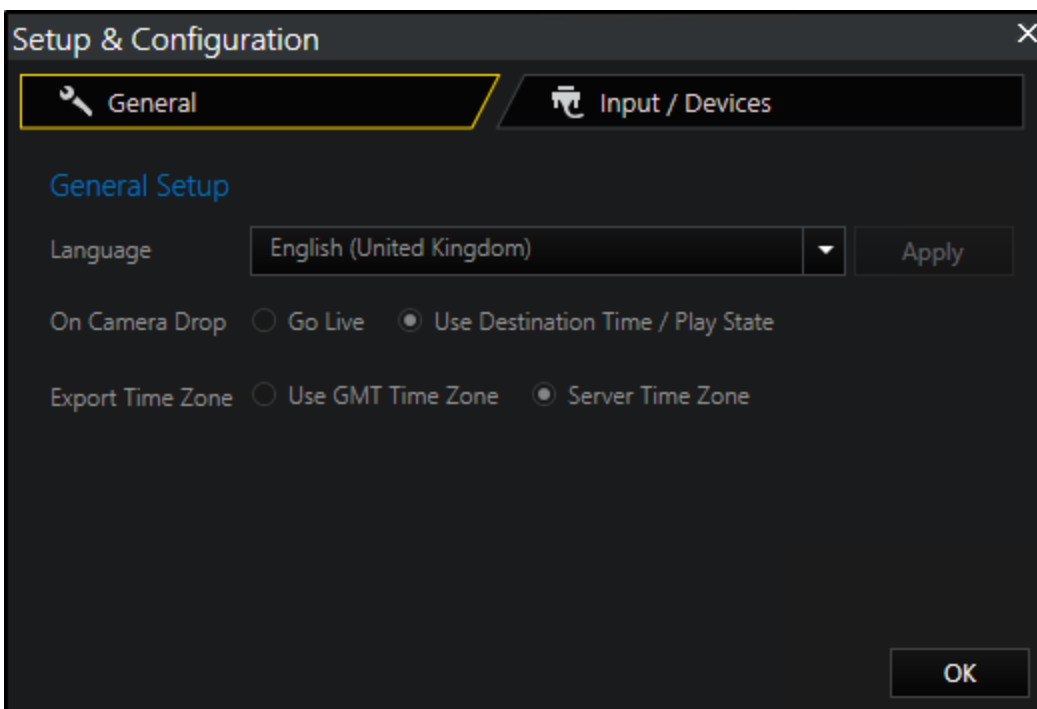 Setup & Configuration
General
Input / Devices
General Setup
Language English (United Kingdom) Apply
On Camera Drop Go Live Use Destination Time / Play State
Export Time Zone Use GMT Time Zone Server Time Zone
OK